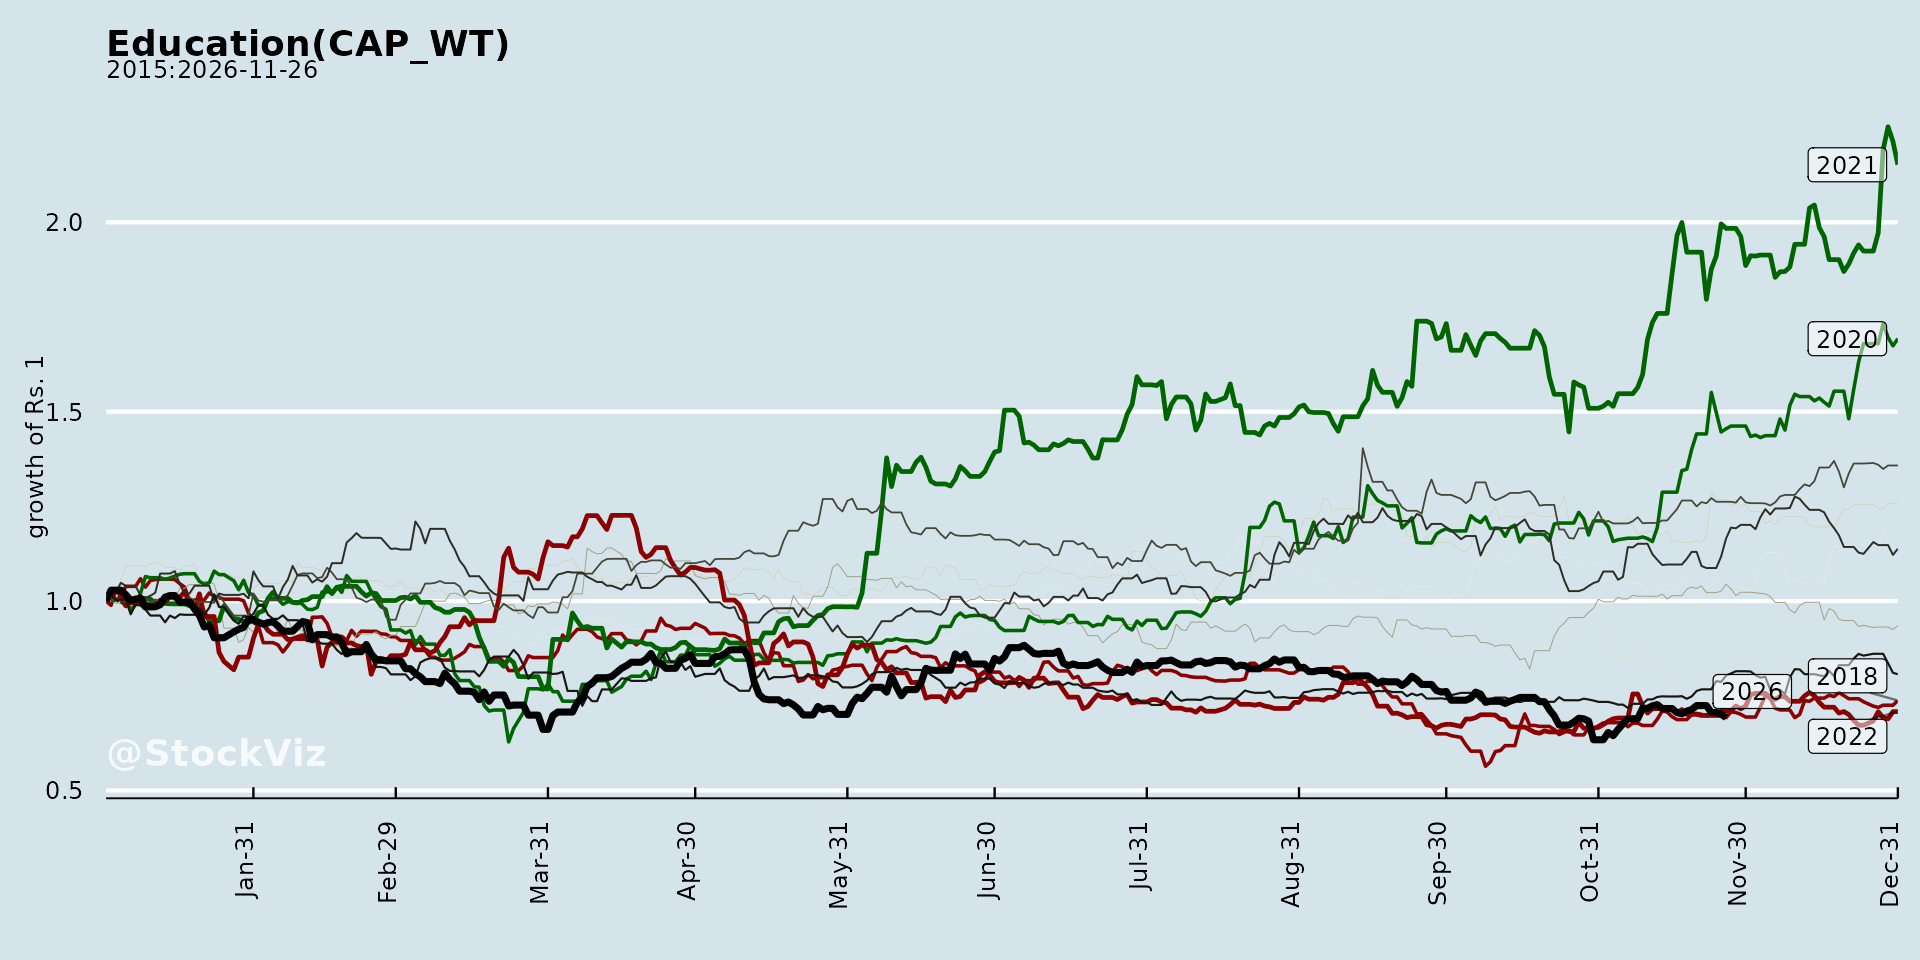 Education(CAP_WT)
2015:2026-11-26
growth of Rs. 1
2.0
1.5
1.0
0.5
2021
2020
2018
2026
2022
@StockViz
Jan-31
Feb-29
Mar-31
Apr-30
May-31
Jun-30
Jul-31
Aug-31
Sep-30
Oct-31
Nov-30
Dec-31